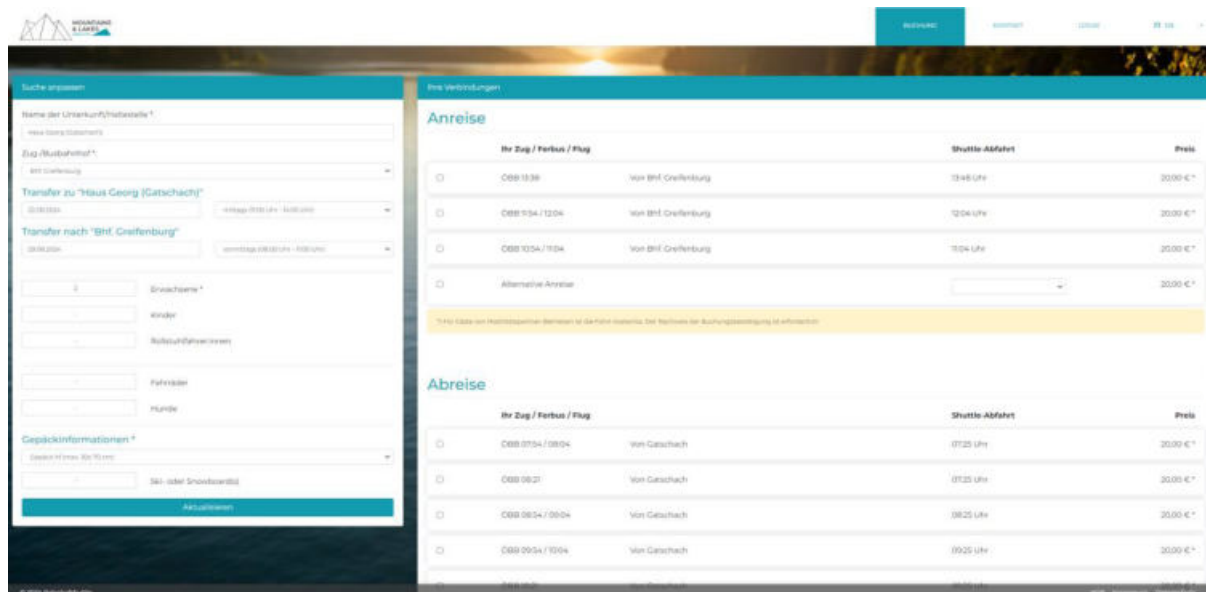 MOUNTAINS
& LAKES
BUCHUNG
KONTAKT
LOGIN
Suche anpassen
Name der Unterkunft/Haltestelle *
Haus Georg (Gatschach)
Zug-/Busbahnhof *
Bhf. Greifenburg
Transfer zu "Haus Georg (Gatschach)"
Transfer nach "Bhf. Greifenburg"
Erwachsene *
Kinder
Rollstuhlfahrer:innen
Fahrräder
Hunde
Gepäckinformationen *
Ski- oder Snowboard(s)
Aktualisieren
Ihre Verbindungen
Anreise
Ihr Zug / Fernbus / Flug Shuttle-Abfahrt Preis
ÖBB 13:38 Von Bhf. Greifenburg 13:48 Uhr 20,00 € *
ÖBB 11:54 / 12:04 Von Bhf. Greifenburg 12:04 Uhr 20,00 € *
ÖBB 10:54 / 11:04 Von Bhf. Greifenburg 11:04 Uhr 20,00 € *
Alternative Anreise 20,00 € *
Abreise
Ihr Zug / Fernbus / Flug Shuttle-Abfahrt Preis
ÖBB 07:54 / 08:04 Von Gatschach 07:25 Uhr 20,00 € *
ÖBB 08:21 Von Gatschach 07:25 Uhr 20,00 € *
ÖBB 08:54 / 09:04 Von Gatschach 08:25 Uhr 20,00 € *
ÖBB 09:54 / 10:04 Von Gatschach 09:25 Uhr 20,00 € *